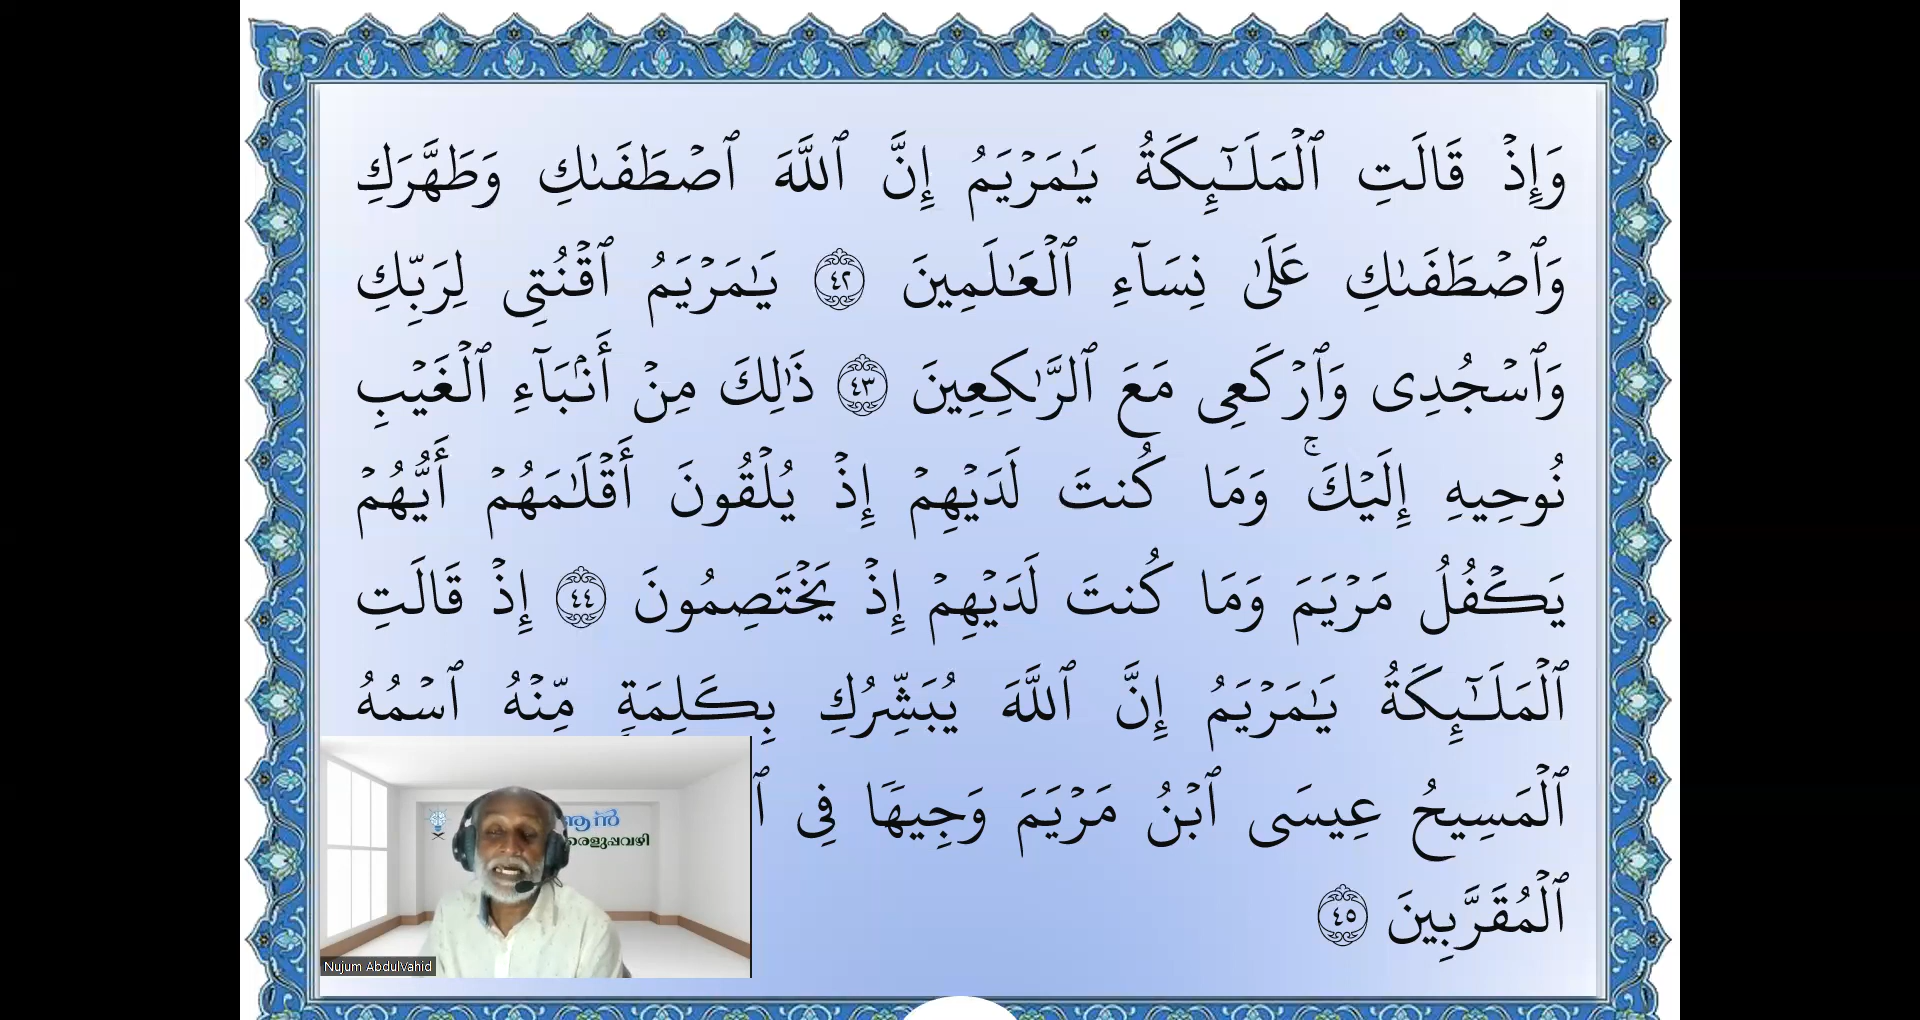 وَإِذۡ قَالَتِ ٱلۡمَلَـٰٓئِكَةُ يَـٰمَرۡيَمُ إِنَّ ٱللَّهَ ٱصۡطَفَىٰكِ وَطَهَّرَكِ
وَٱصۡطَفَىٰكِ عَلَىٰ نِسَآءِ ٱلۡعَـٰلَمِينَ ٤٢ يَـٰمَرۡيَمُ ٱقۡنُتِى لِرَبِّكِ
وَٱسۡجُدِى وَٱرۡكَعِى مَعَ ٱلرَّٰكِعِينَ ٤٣ ذَٰلِكَ مِنۡ أَنۢبَآءِ ٱلۡغَيۡبِ
نُوحِيهِ إِلَيۡكَۚ وَمَا كُنتَ لَدَيۡهِمۡ إِذۡ يُلۡقُونَ أَقۡلَـٰمَهُمۡ أَيُّهُمۡ
يَكۡفُلُ مَرۡيَمَ وَمَا كُنتَ لَدَيۡهِمۡ إِذۡ يَخۡتَصِمُونَ ٤٤ إِذۡ قَالَتِ
ٱلۡمَلَـٰٓئِكَةُ يَـٰمَرۡيَمُ إِنَّ ٱللَّهَ يُبَشِّرُكِ بِكَلِمَةٍ مِّنۡهُ ٱسۡمُهُ
ٱلۡمَسِيحُ عِيسَى ٱبۡنُ مَرۡيَمَ وَجِيهًا فِى
ٱلۡمُقَرَّبِينَ ٤٥
Nujum Abdulvahid